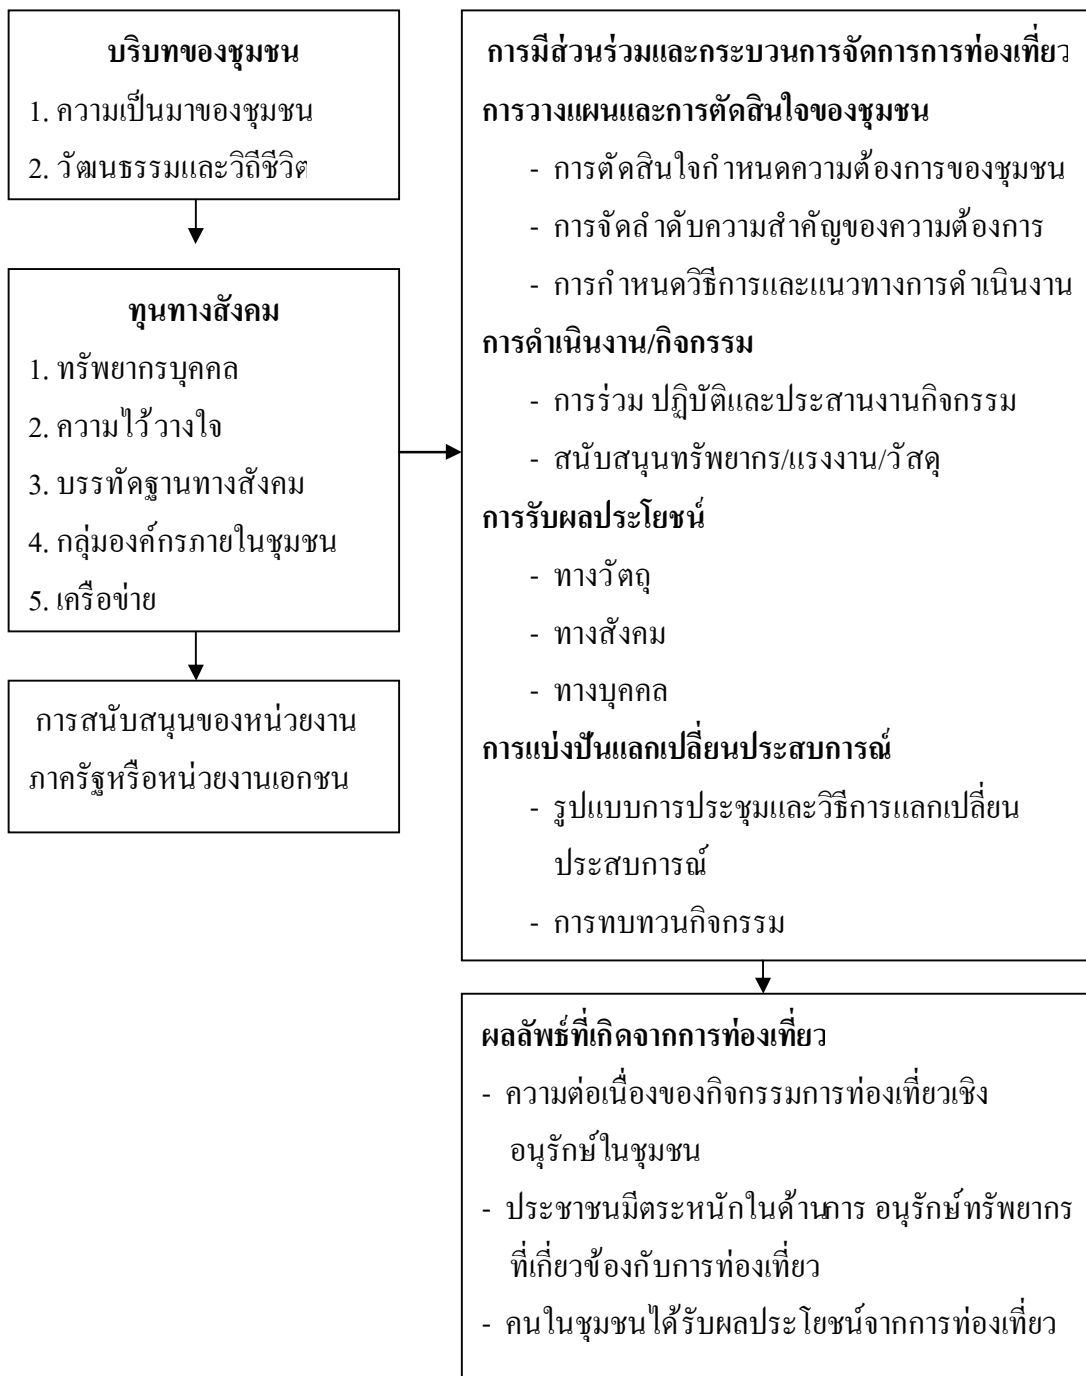 บริบทของชุมชน
1. ความเป็นมาของชุมชน
2. วัฒนธรรมและวิถีชีวิต
ทุนทางสังคม
1. ทรัพยากรบุคคล
2. ความไว้วางใจ
3. บรรทัดฐานทางสังคม
4. กลุ่มองค์กรภายในชุมชน
5. เครือข่าย
การสนับสนุนของหน่วยงาน
ภาครัฐหรือหน่วยงานเอกชน
การมีส่วนร่วมและกระบวนการจัดการการท่องเที่ยว
การวางแผนและการตัดสินใจของชุมชน
- การตัดสินใจกำหนดความต้องการของชุมชน
- การจัดลำดับความสำคัญของความต้องการ
- การกำหนดวิธีการและแนวทางการดำเนินงาน
การดำเนินงาน/กิจกรรม
- การร่วม ปฏิบัติและประสานงานกิจกรรม
- สนับสนุนทรัพยากร/แรงงาน/วัสดุ
การรับผลประโยชน์
- ทางวัตถุ
- ทางสังคม
- ทางบุคคล
การแบ่งปันแลกเปลี่ยนประสบการณ์
- รูปแบบการประชุมและวิธีการแลกเปลี่ยน
ประสบการณ์
- การทบทวนกิจกรรม
ผลลัพธ์ที่เกิดจากการท่องเที่ยว
- ความต่อเนื่องของกิจกรรมการท่องเที่ยวเชิง
อนุรักษ์ในชุมชน
- ประชาชนมีตระหนักในด้านการ อนุรักษ์ทรัพยากร
ที่เกี่ยวข้องกับการท่องเที่ยว
- คนในชุมชนได้รับผลประโยชน์จากการท่องเที่ยว